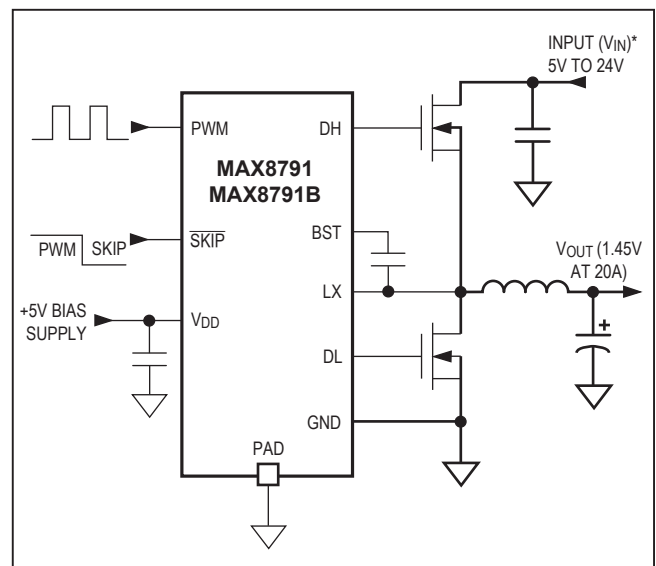 INPUT (VIN)*
5V TO 24V
PWM
DH
MAX8791
MAX8791B
BST
PWM
SKIP
SKIP
VOUT (1.45V
AT 20A)
LX
+5V BIAS
SUPPLY
VDD
DL
GND
PAD
+